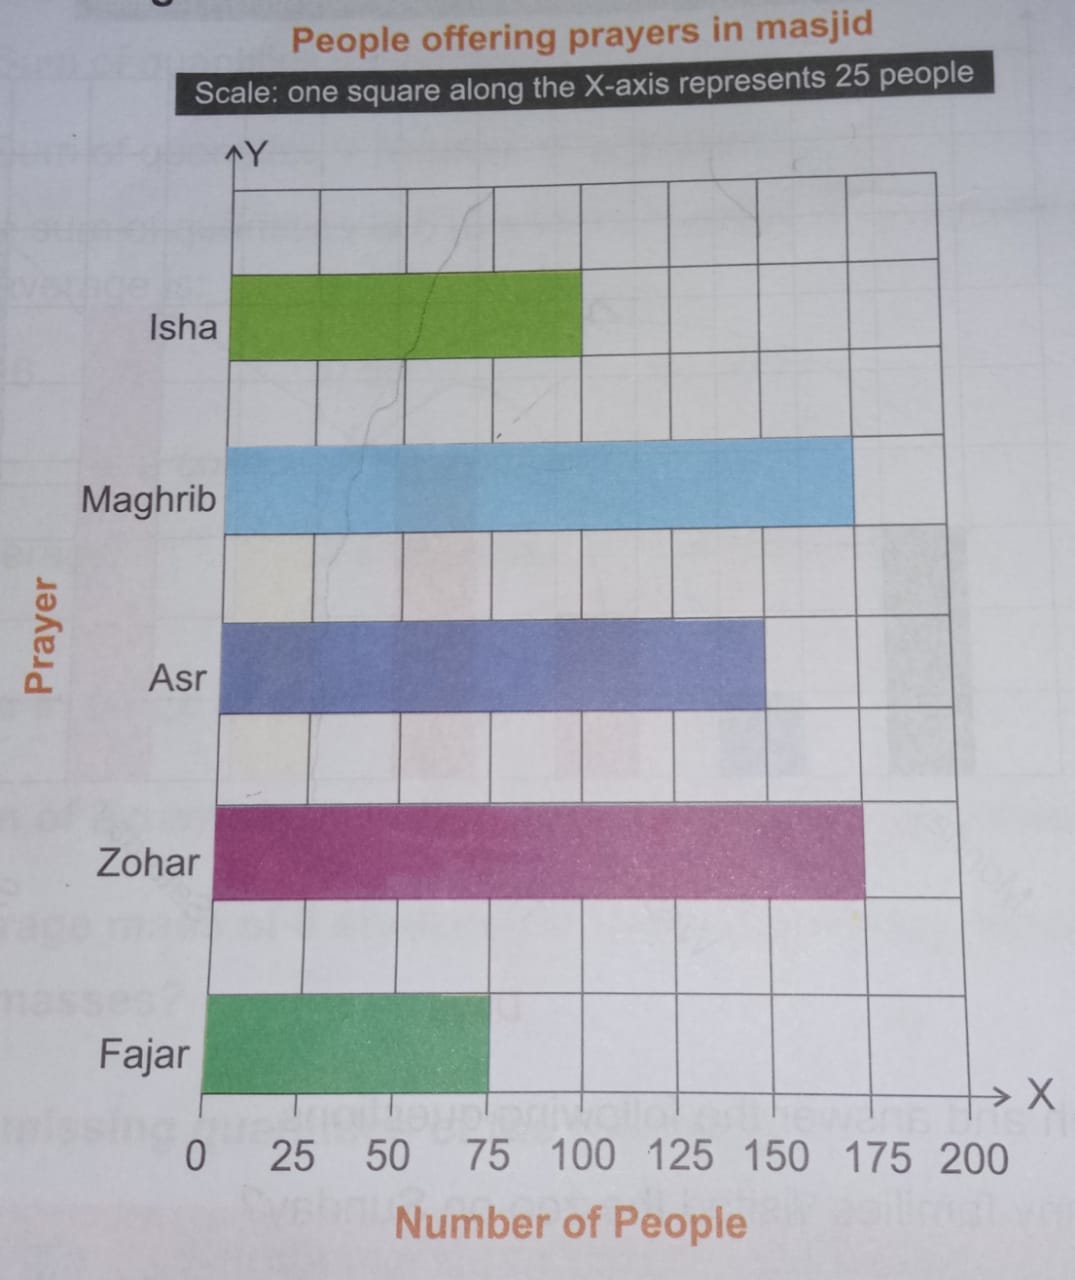 People offering prayers in masjid
Scale: one square along the X-axis represents 25 people
Y
Isha
Maghrib
Asr
Zohar
Fajar
Prayer
X
0 25 50 75 100 125 150 175 200
Number of People